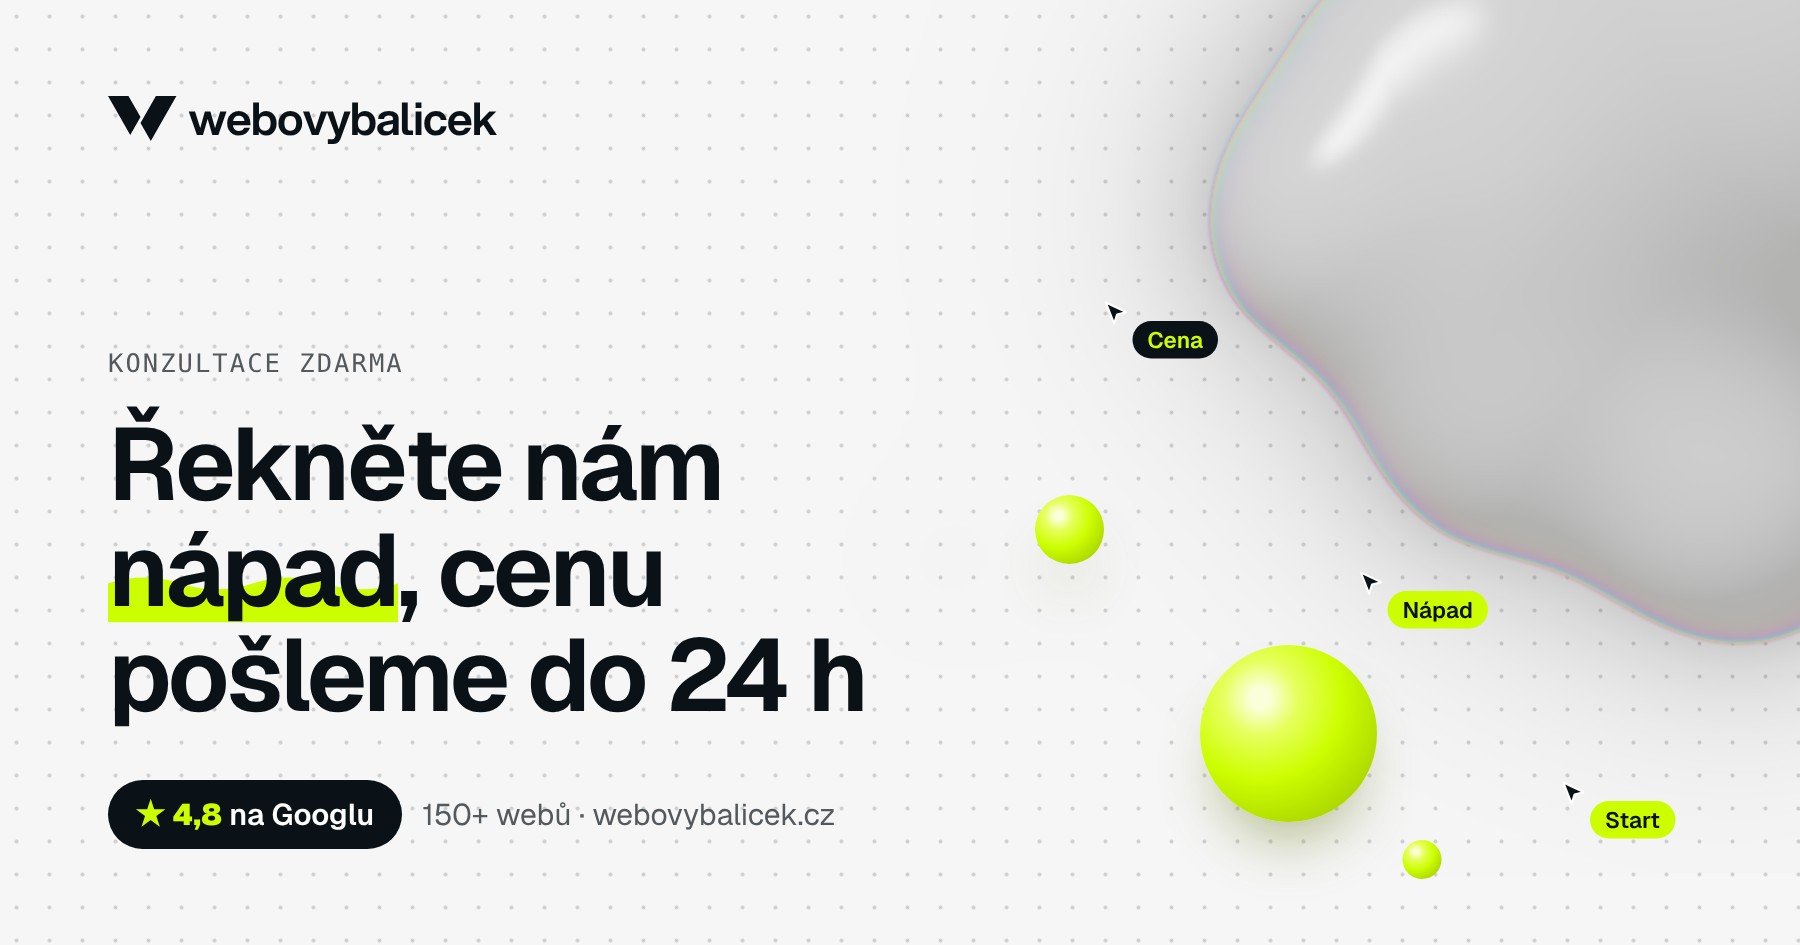 webovybalicek
KONZULTACE ZDARMA
Řekněte nám
nápad, cenu
pošleme do 24 h
★ 4,8 na Googlu
150+ webů · webovybalicek.cz
Cena
Nápad
Start